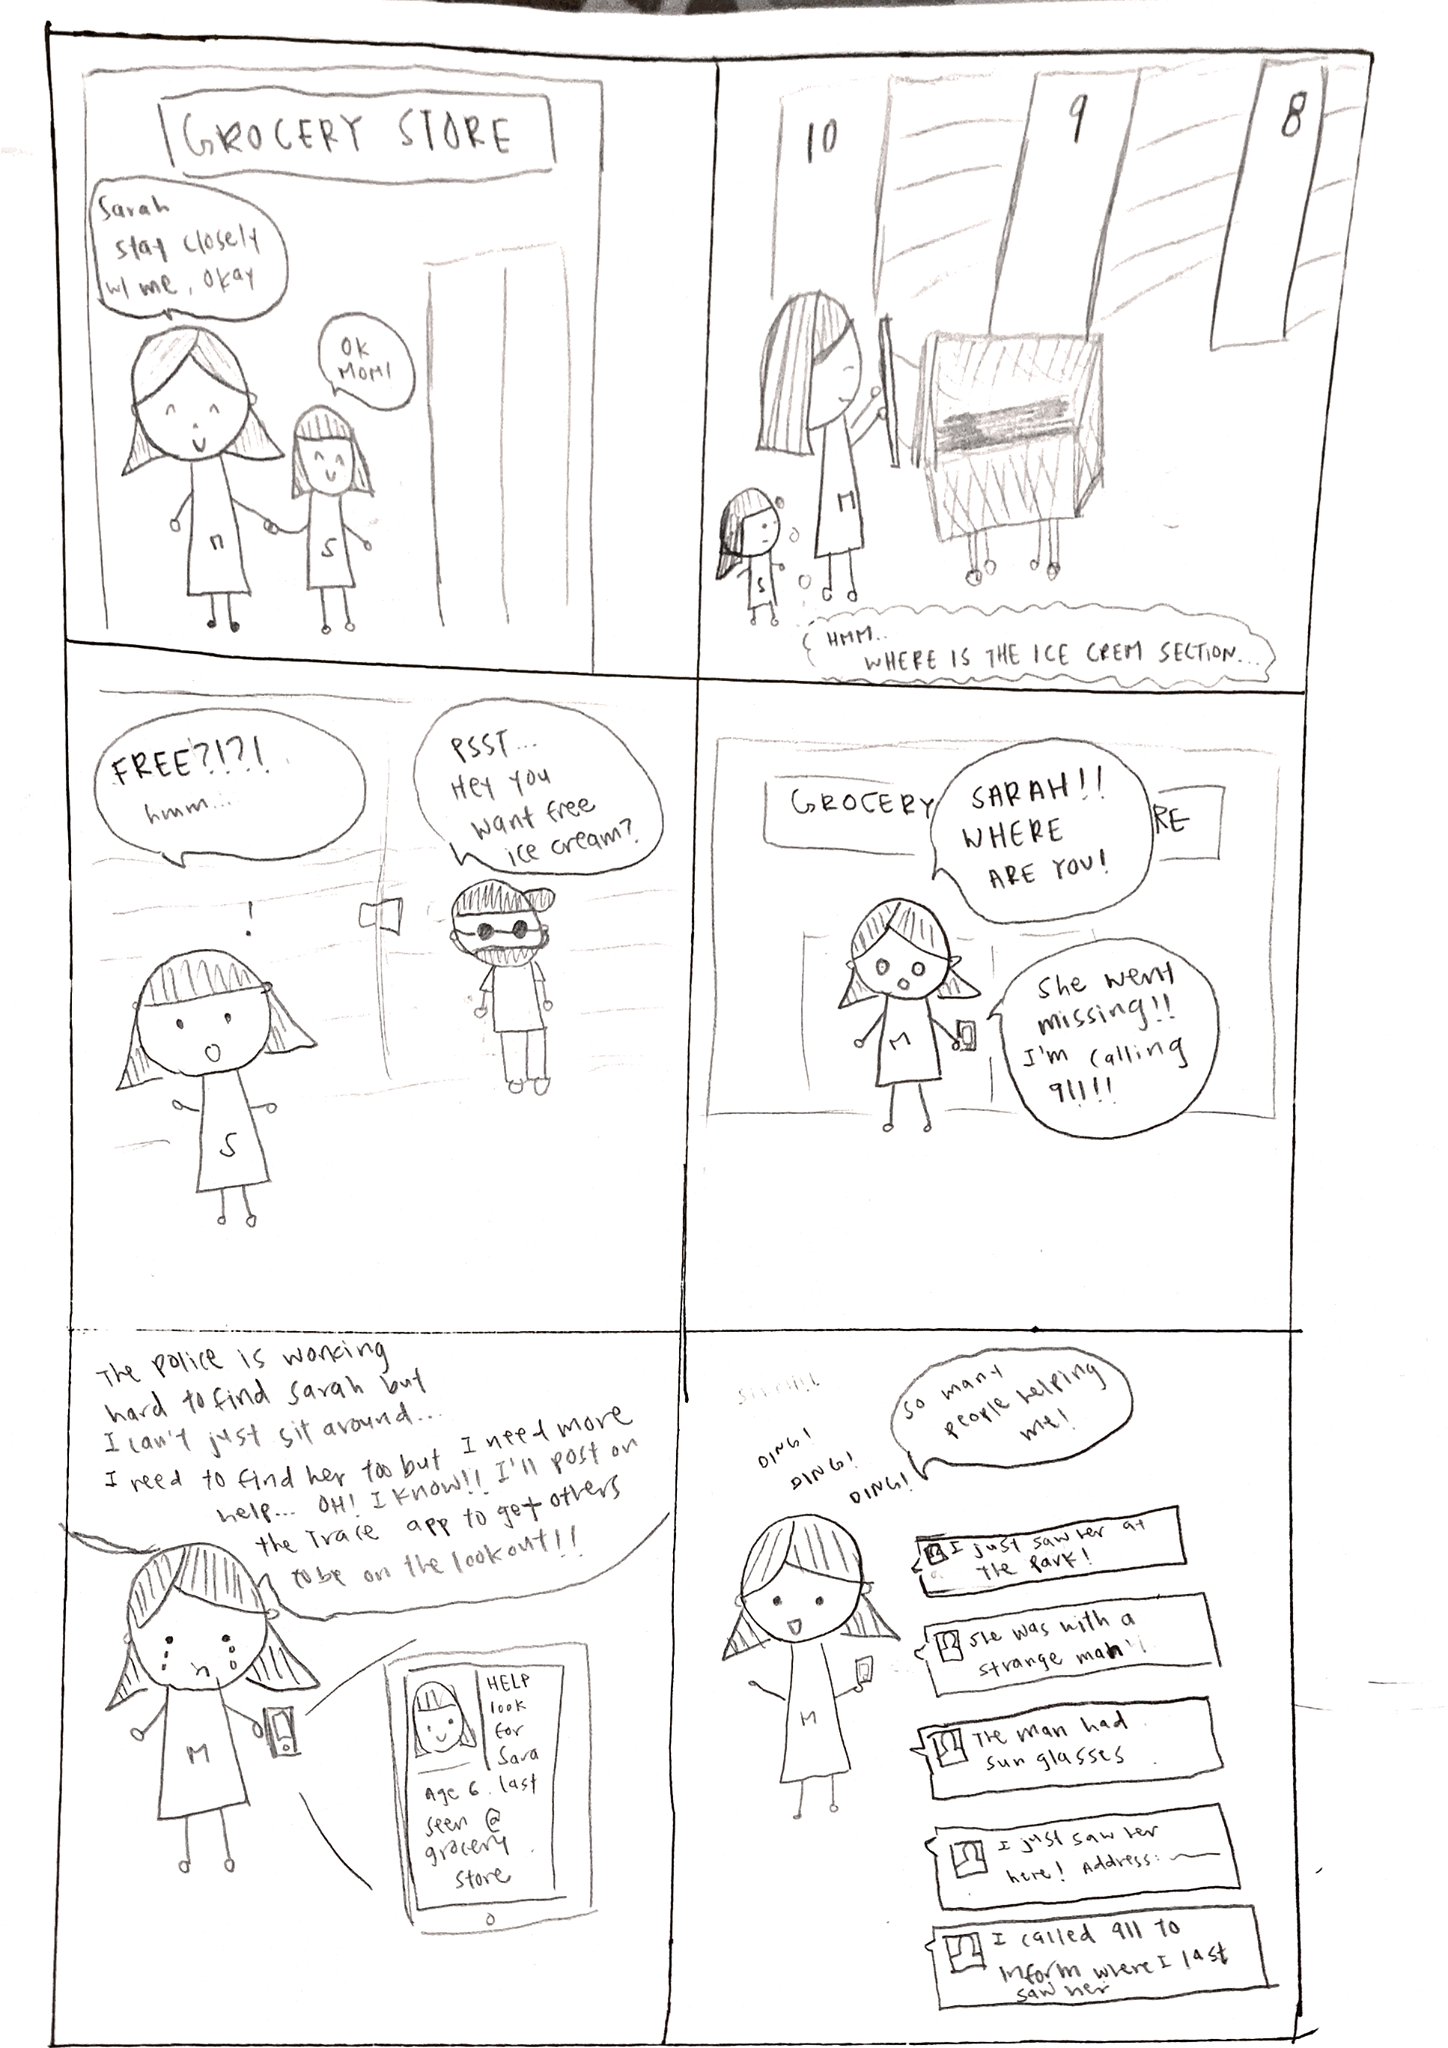 GROCERY STORE
Sarah
stay closely
w/ me, okay
OK
MOM!
n
S
10
9
8
M
S
HMM..
WHERE IS THE ICE CREM SECTION...
FREE?!?!
hmm...
PSST...
Hey you
want free
ice cream?
!
S
GROCERY
RE
SARAH!!
WHERE
ARE YOU!
She went
missing!!
I'm calling
911!!
M
The police is working
hard to find Sarah but
I can't just sit around...
I need to find her too but I need more
help... OH! I know!! I'll post on
the Trace app to get others
to be on the lookout!!
M
HELP
look
for
Sara
Age 6. last
seen @
grocery
store
So many
people helping
me!
DING!
DING!
DING!
M
I just saw her at
the park!
She was with a
strange man!
The man had
sunglasses
I just saw her
here! Address:
I called 911 to
inform where I last
saw her